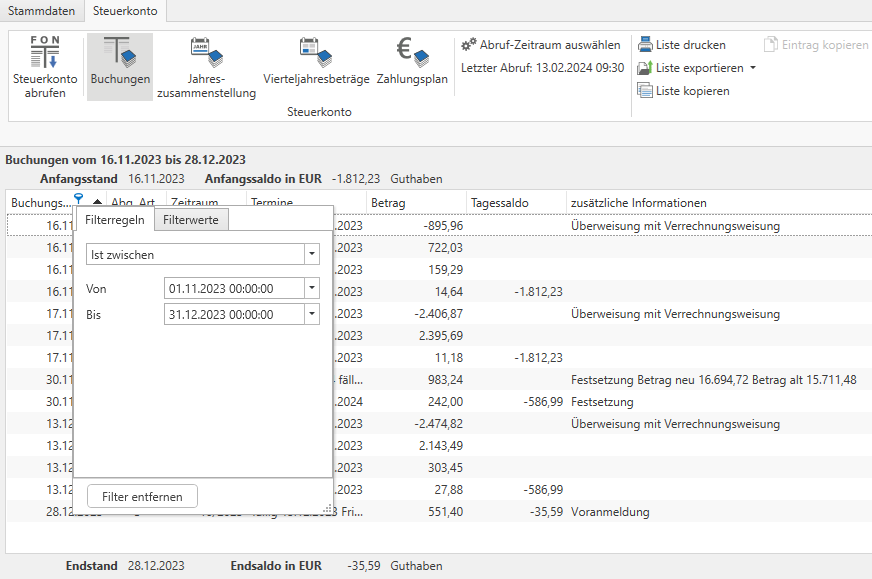 Stammdaten Steuerkonto
FON
Steuerkonto abrufen
Buchungen
JAHR
Jahres-
zusammenstellung
Vierteljahresbeträge
Zahlungsplan
Steuerkonto
Abruf-Zeitraum auswählen
Letzter Abruf: 13.02.2024 09:30
Liste drucken
Liste exportieren
Liste kopieren
Eintrag kopieren
Buchungen vom 16.11.2023 bis 28.12.2023
Anfangsstand 16.11.2023 Anfangssaldo in EUR -1.812,23 Guthaben
Buchungs... Abg. Art Zeitraum Termine Betrag Tagessaldo zusätzliche Informationen
Filterregeln Filterwerte
Ist zwischen
Von 01.11.2023 00:00:00
Bis 31.12.2023 00:00:00
Filter entfernen
16.11 .2023 -895,96 Überweisung mit Verrechnungsweisung
16.11 .2023 722,03
16.11 .2023 159,29
16.11 .2023 14,64 -1.812,23
17.11 .2023 -2.406,87 Überweisung mit Verrechnungsweisung
17.11 .2023 2.395,69
17.11 .2023 11,18 -1.812,23
30.11 fäll... 983,24 Festsetzung Betrag neu 16.694,72 Betrag alt 15.711,48
30.11 .2024 242,00 -586,99 Festsetzung
13.12 .2023 -2.474,82 Überweisung mit Verrechnungsweisung
13.12 .2023 2.143,49
13.12 .2023 303,45
13.12 .2023 27,88 -586,99
28.12.2023 Fri... 551,40 -35,59 Voranmeldung
Endstand 28.12.2023 Endsaldo in EUR -35,59 Guthaben